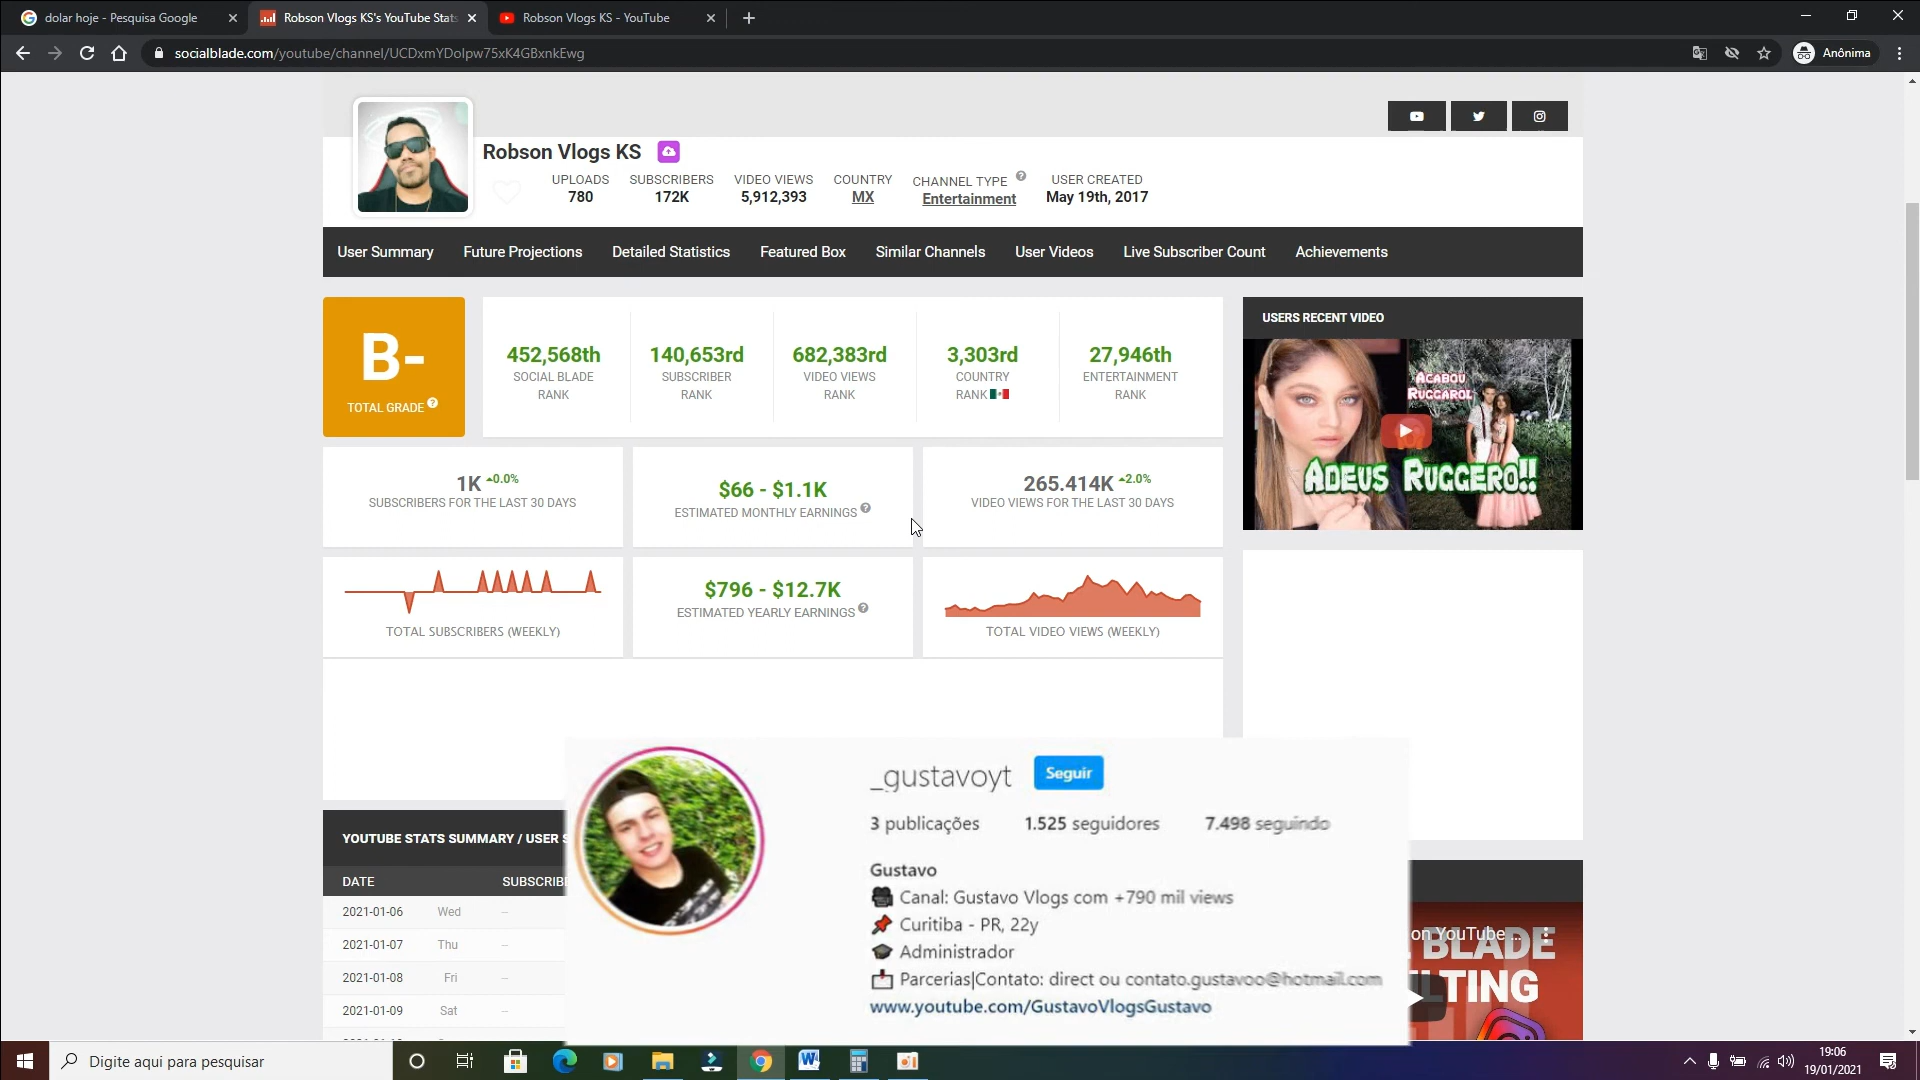 dolar hoje - Pesquisa Google
Robson Vlogs KS's YouTube Stats
Robson Vlogs KS - YouTube
socialblade.com/youtube/channel/UCDxmYDolpw75xK4GBxnkEwg
Anônima
Robson Vlogs KS
UPLOADS SUBSCRIBERS VIDEO VIEWS COUNTRY CHANNEL TYPE USER CREATED
780 172K 5,912,393 MX Entertainment May 19th, 2017
User Summary Future Projections Detailed Statistics Featured Box Similar Channels User Videos Live Subscriber Count Achievements
B-
TOTAL GRADE
452,568th
SOCIAL BLADE
RANK
140,653rd
SUBSCRIBER
RANK
682,383rd
VIDEO VIEWS
RANK
3,303rd
COUNTRY
RANK
27,946th
ENTERTAINMENT
RANK
USERS RECENT VIDEO
ACABOU
RUGGAROL
ADEUS RUGGERO!!
1K 0.0%
SUBSCRIBERS FOR THE LAST 30 DAYS
$66 - $1.1K
ESTIMATED MONTHLY EARNINGS
265.414K 2.0%
VIDEO VIEWS FOR THE LAST 30 DAYS
TOTAL SUBSCRIBERS (WEEKLY)
$796 - $12.7K
ESTIMATED YEARLY EARNINGS
TOTAL VIDEO VIEWS (WEEKLY)
YOUTUBE STATS SUMMARY / USER S
DATE SUBSCRIBE
2021-01-06 Wed --
2021-01-07 Thu --
2021-01-08 Fri --
2021-01-09 Sat --
_gustavoyt Seguir
3 publicações 1.525 seguidores 7.498 seguindo
Gustavo
Canal: Gustavo Vlogs com +790 mil views
Curitiba - PR, 22y
Administrador
Parcerias|Contato: direct ou contato.gustavoo@hotmail.com
www.youtube.com/GustavoVlogsGustavo
on YouTube ...
BLADE
LTING
Digite aqui para pesquisar
19:06
19/01/2021